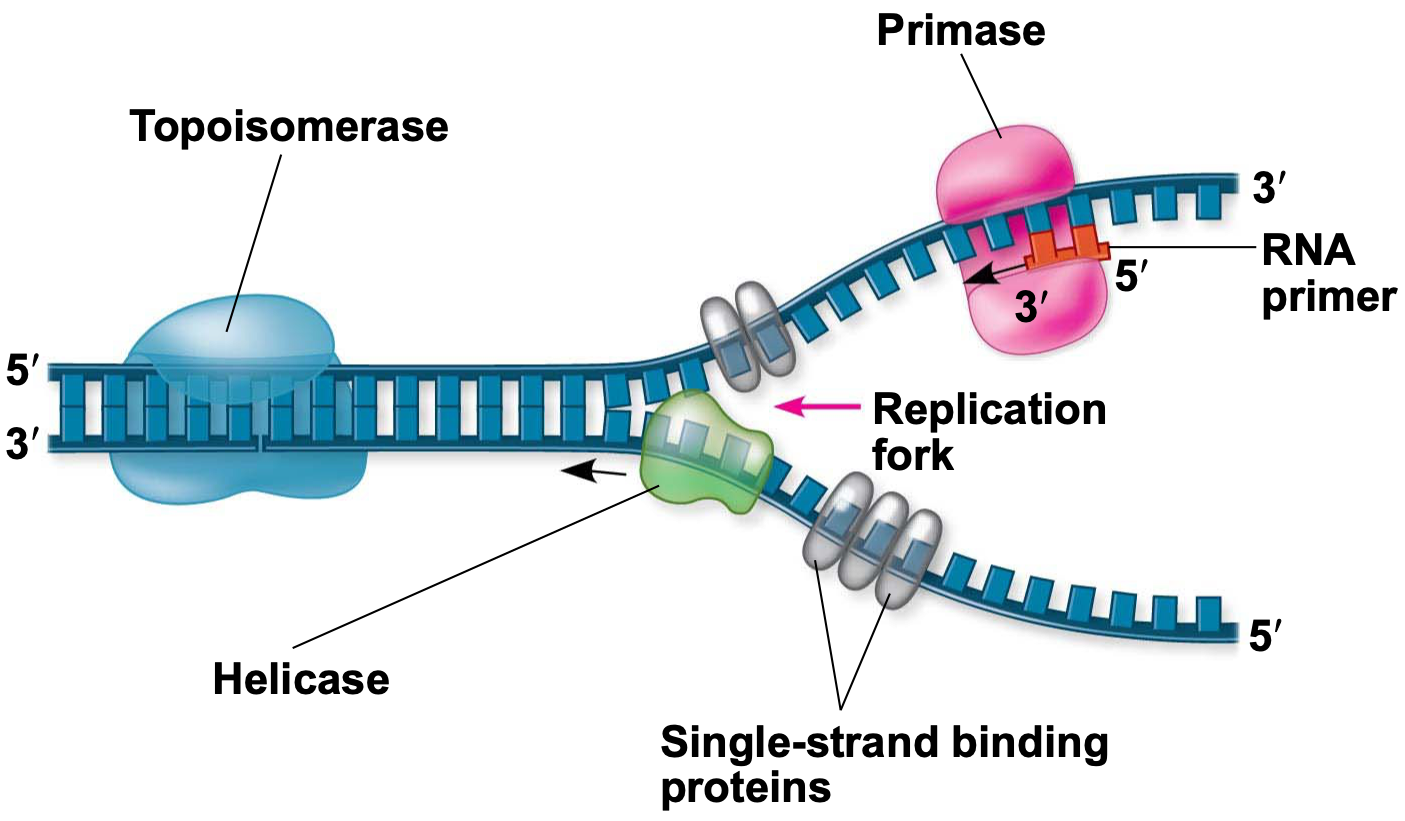 Primase
Topoisomerase
3′
RNA
primer
5′
3′
5′
3′
Replication
fork
5′
Helicase
Single-strand binding
proteins